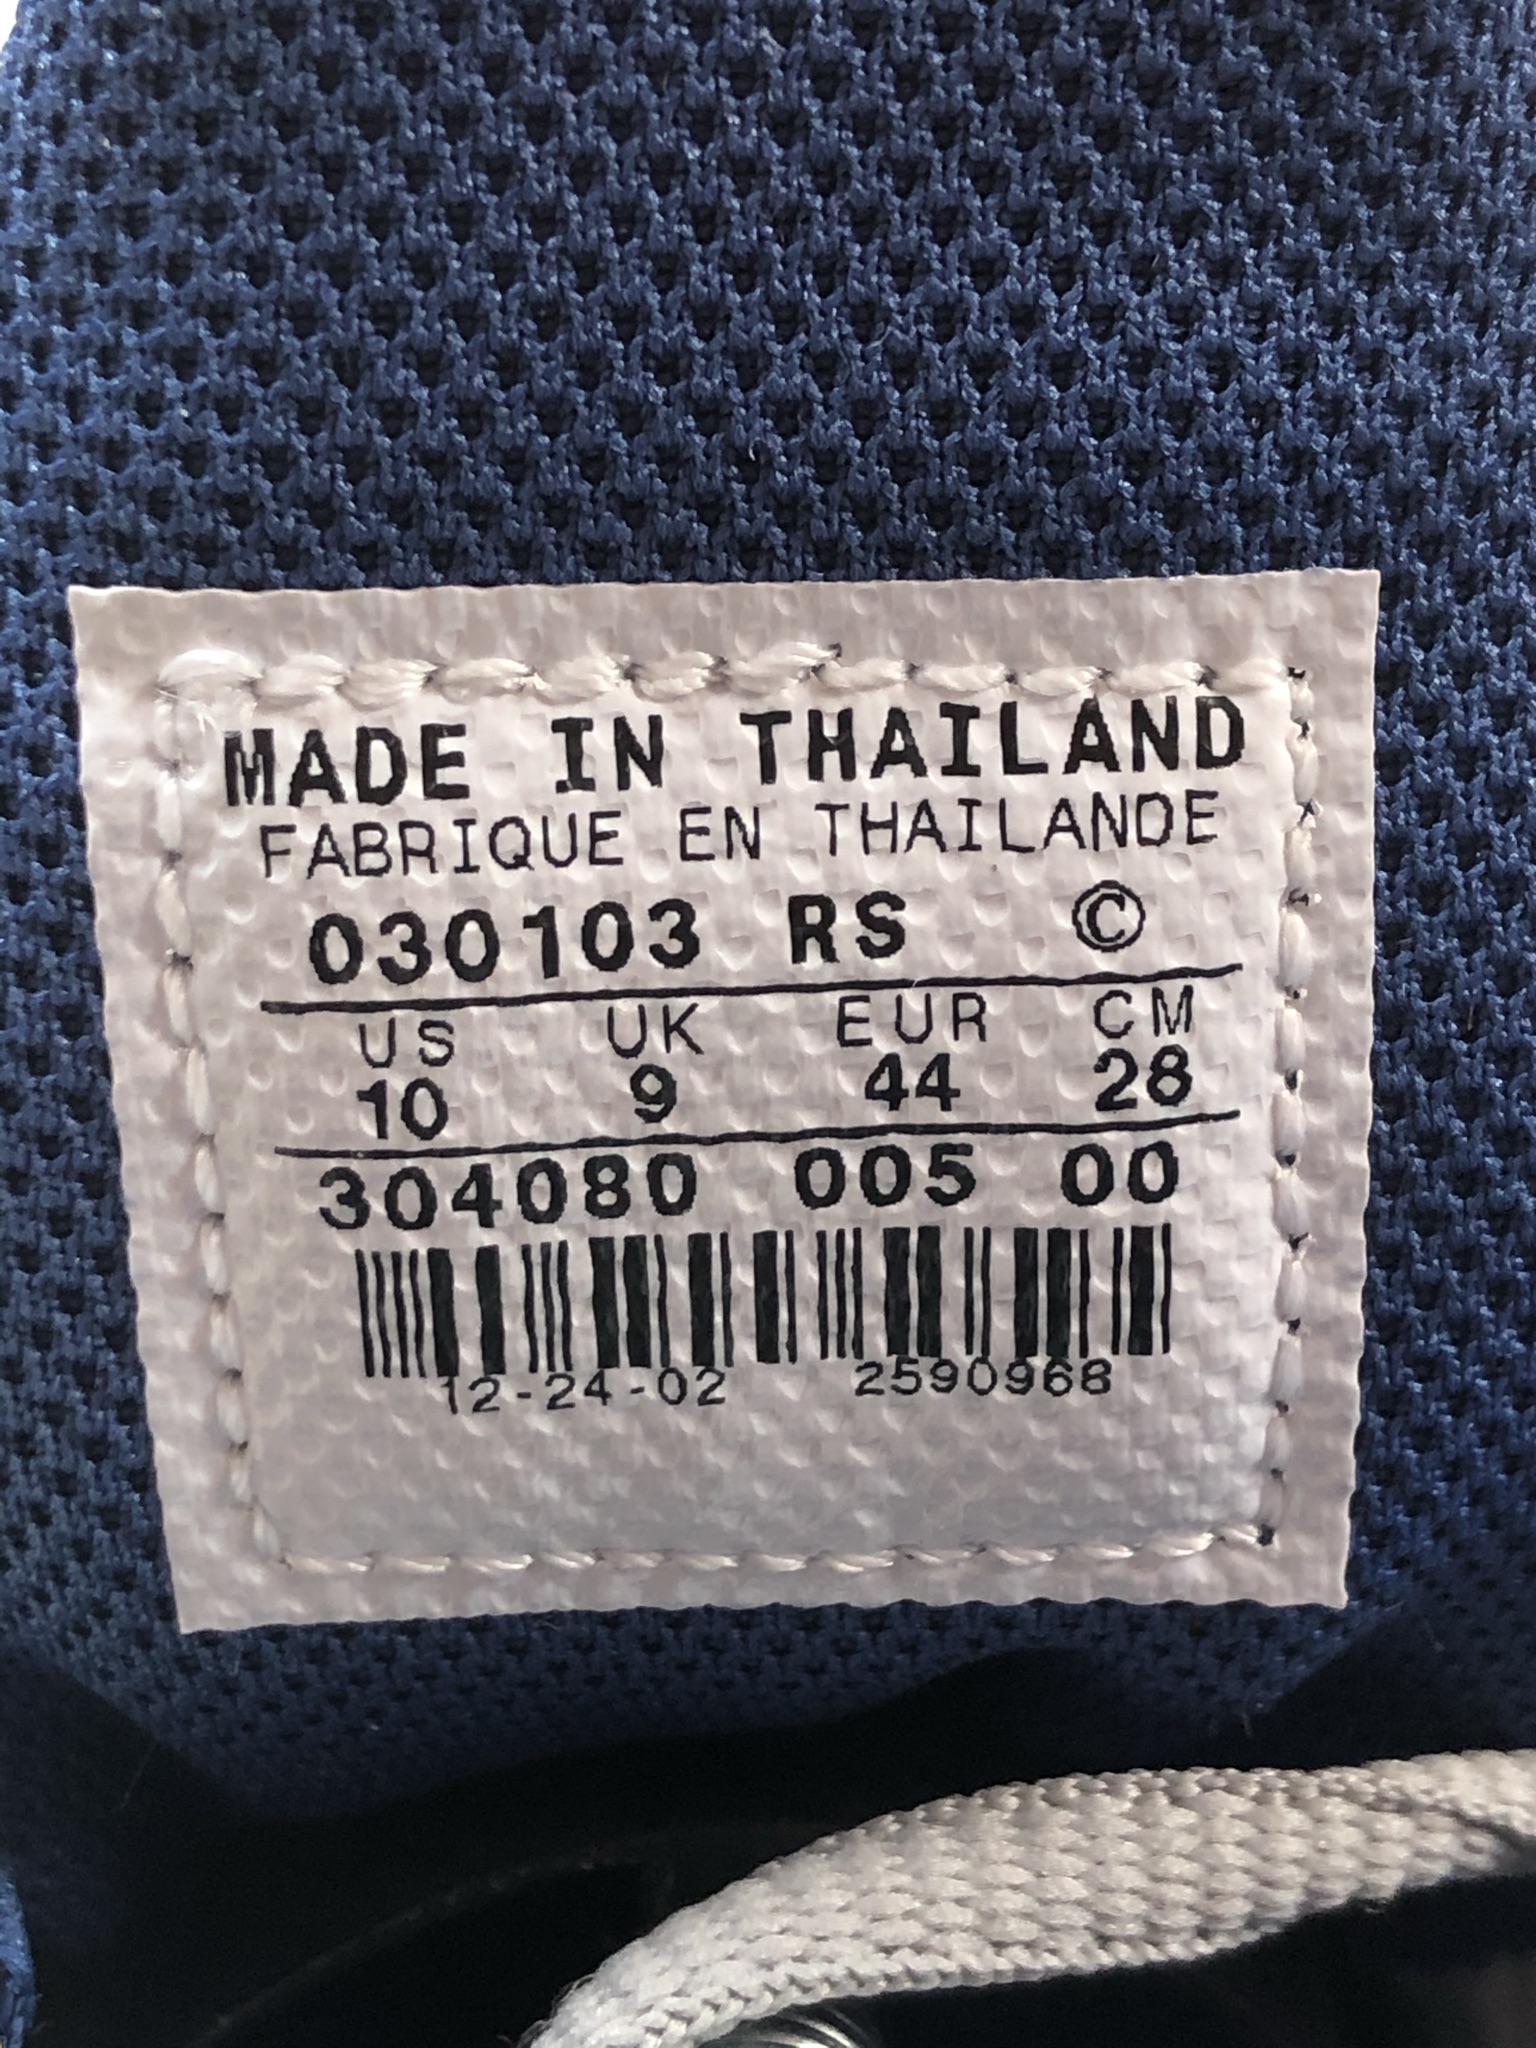 MADE IN THAILAND
FABRIQUE EN THAILANDE
030103 RS ©
US UK EUR CM
10 9 44 28
304080 005 00
12-24-02 2590968